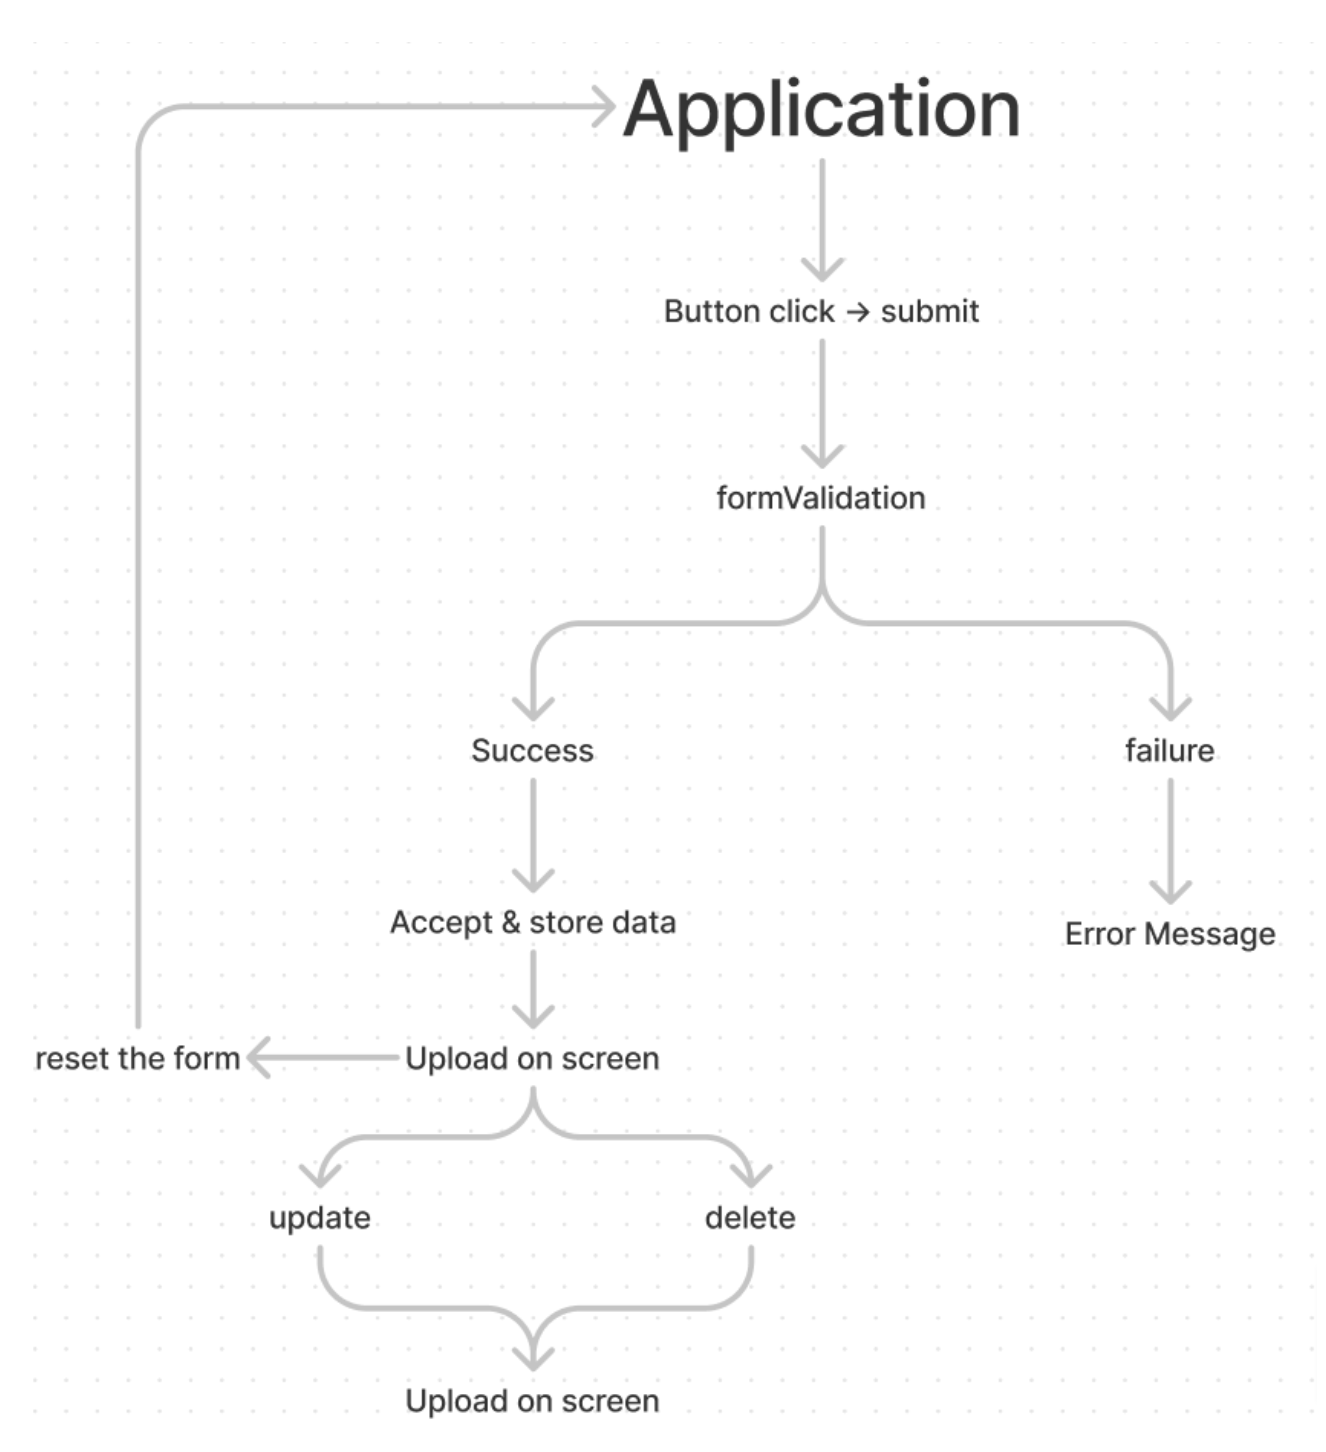 Application
Button click → submit
formValidation
Success
failure
Accept & store data
Error Message
reset the form
Upload on screen
update
delete
Upload on screen